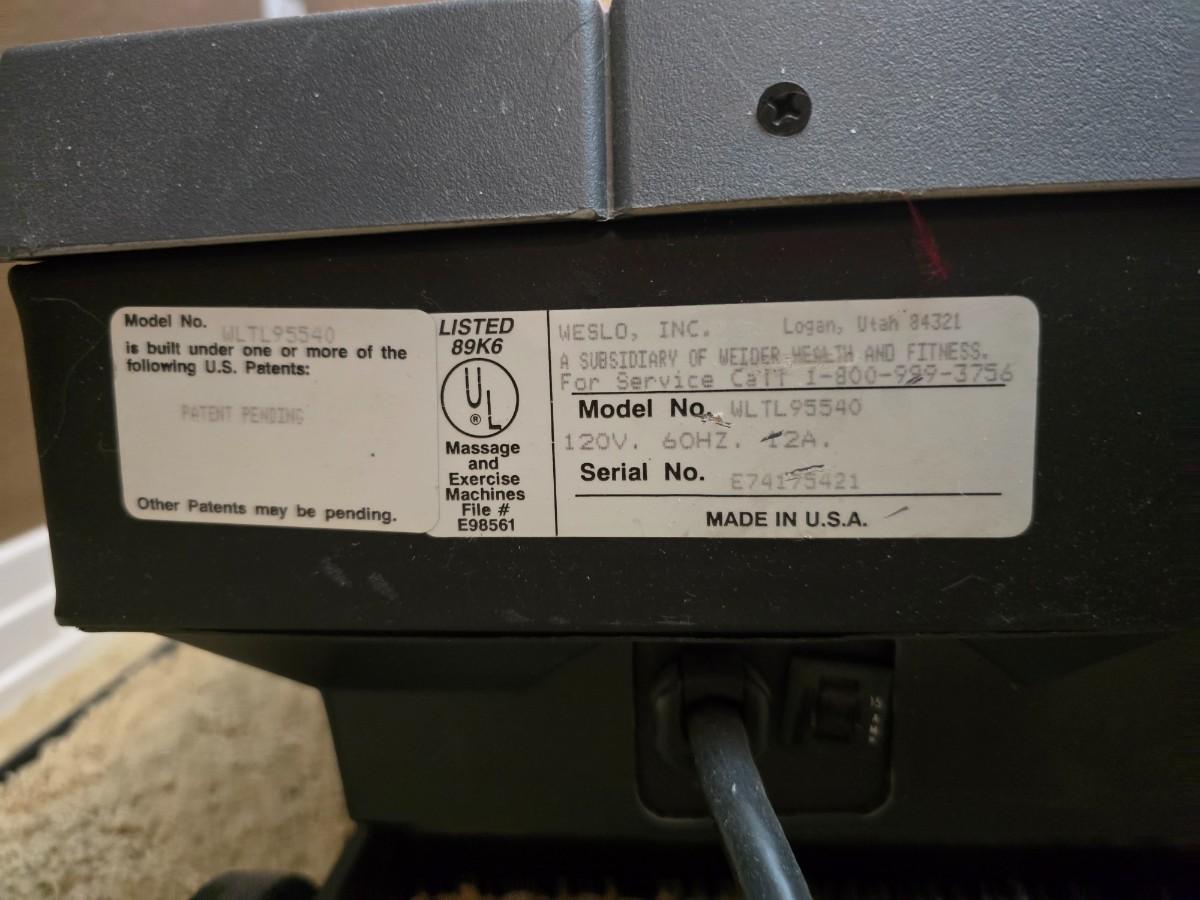 Model No. WLTL95540
is built under one or more of the
following U.S. Patents:
PATENT PENDING
Other Patents may be pending.
LISTED
89K6
UL
®
Massage
and
Exercise
Machines
File #
E98561
WESLO, INC. Logan, Utah 84321
A SUBSIDIARY OF WEIDER HEALTH AND FITNESS.
For Service Call 1-800-999-3756
Model No. WLTL95540
120V. 60HZ. 12A.
Serial No. E74175421
MADE IN U.S.A.